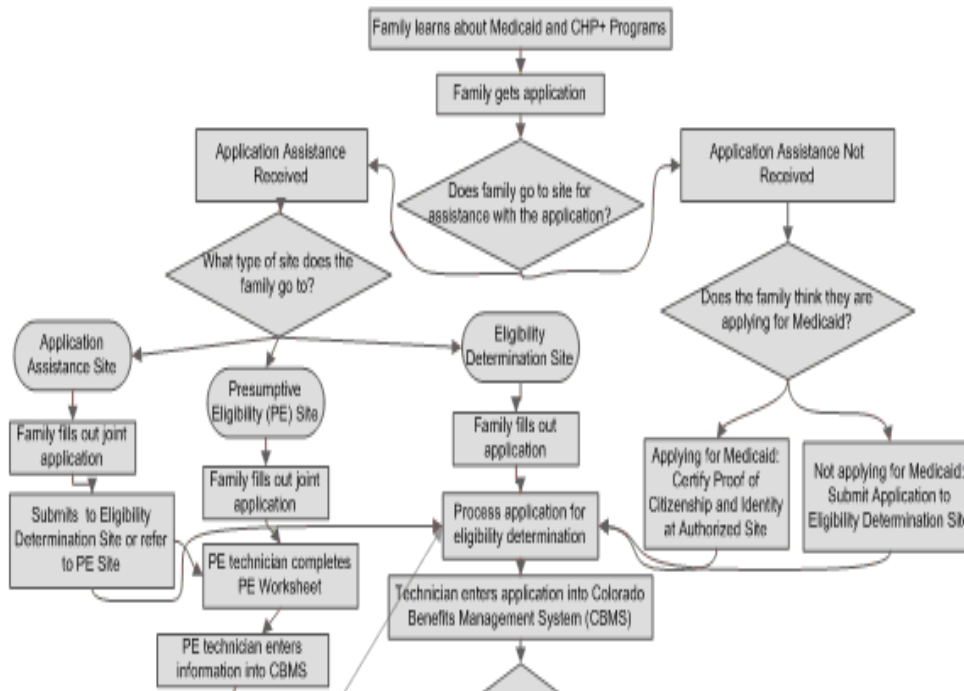 Family learns about Medicaid and CHP+ Programs
Family gets application
Application Assistance
Received
Does family go to site for
assistance with the application?
Application Assistance Not
Received
What type of site does the
family go to?
Does the family think they are
applying for Medicaid?
Application
Assistance Site
Presumptive
Eligibility (PE) Site
Eligibility
Determination Site
Family fills out joint
application
Family fills out joint
application
Family fills out
application
Applying for Medicaid:
Certify Proof of
Citizenship and Identity
at Authorized Site
Not applying for Medicaid:
Submit Application to
Eligibility Determination Site
Submits to Eligibility
Determination Site or refer
to PE Site
Process application for
eligibility determination
PE technician completes
PE Worksheet
Technician enters application into Colorado
Benefits Management System (CBMS)
PE technician enters
information into CBMS